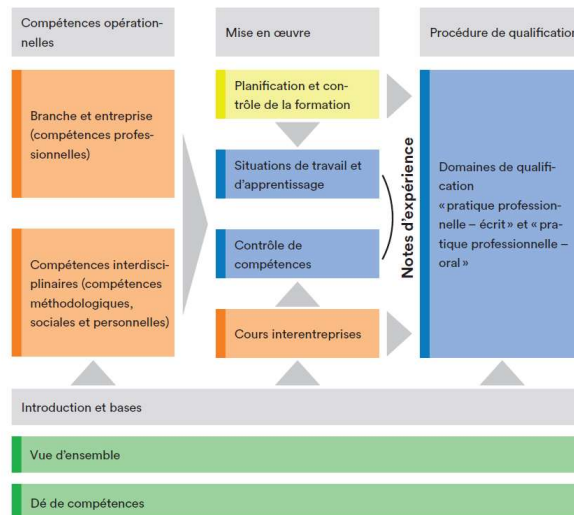 Compétences opération-
nelles
Mise en œuvre
Procédure de qualification
Branche et entreprise
(compétences profes-
sionnelles)
Compétences interdisci-
plinaires (compétences
méthodologiques,
sociales et personnelles)
Planification et con-
trôle de la formation
Situations de travail et
d'apprentissage
Contrôle de
compétences
Cours interentreprises
Notes d'expérience
Domaines de qualifi-
cation
« pratique profession-
nelle – écrit » et « pra-
tique professionnelle –
oral »
Introduction et bases
Vue d'ensemble
Dé de compétences